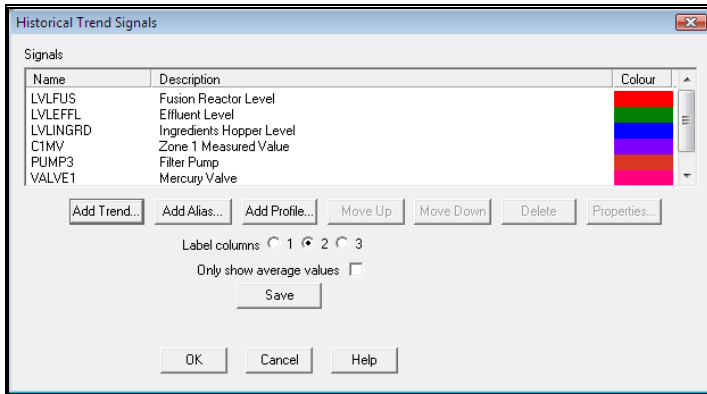 Historical Trend Signals
Signals
Name Description Colour
LVLFUS Fusion Reactor Level
LVLEFFL Effluent Level
LVLINGRD Ingredients Hopper Level
C1MV Zone 1 Measured Value
PUMP3 Filter Pump
VALVE1 Mercury Valve
Add Trend... Add Alias... Add Profile... Move Up Move Down Delete Properties...
Label columns 1 2 3
Only show average values
Save
OK Cancel Help